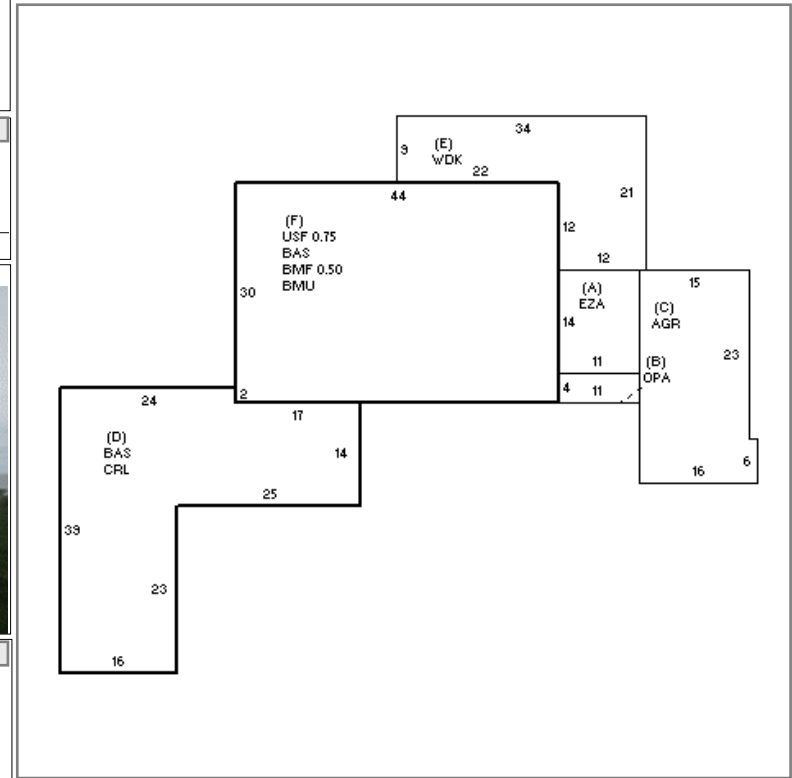 34
9
(E)
WDK
22
44
21
(F)
USF 0.75
BAS
BMF 0.50
BMU
12
12
30
(A)
EZA
15
(C)
AGR
14
23
11
(B)
OPA
2
4
11
24
17
(D)
BAS
CRL
14
6
16
25
39
23
16